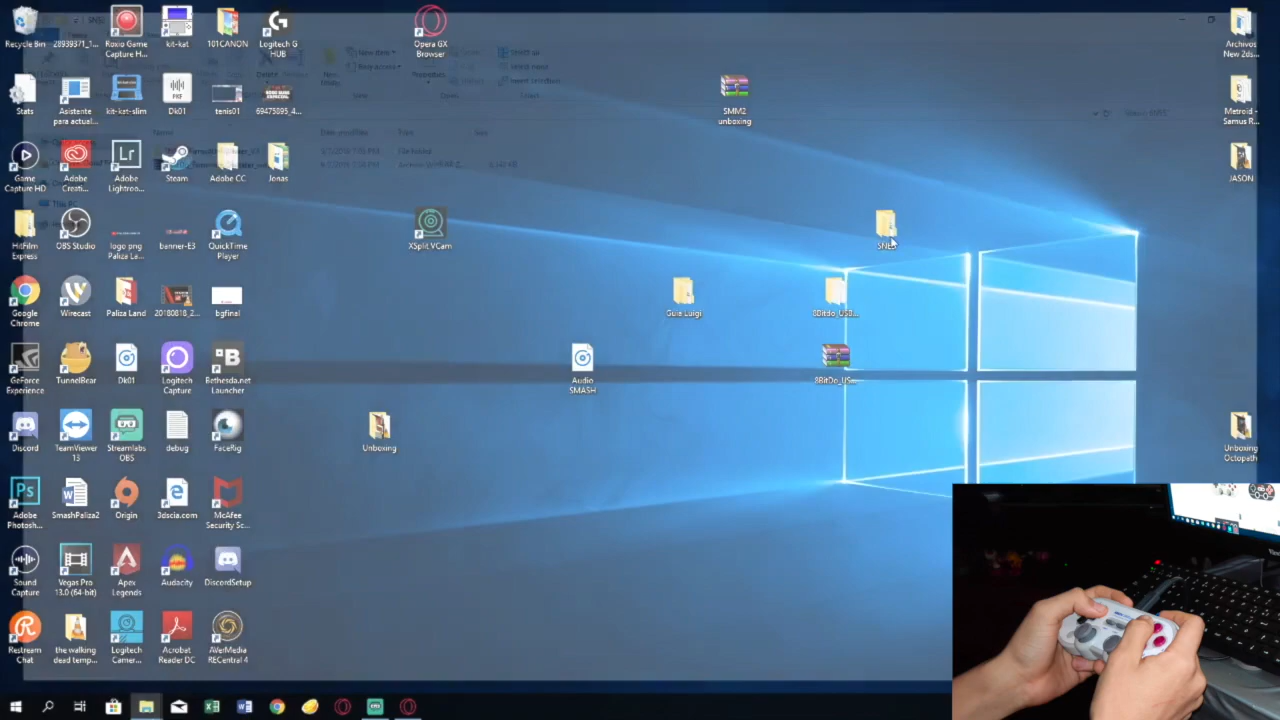 Recycle Bin
28939371_1...
Roxio Game
Capture H...
kit-kat
101CANON
Logitech G
HUB
Opera GX
Browser
Archivos
New 2ds...
Stats
Asistente
para actual...
kit-kat-slim
Dk01
tenis01
69475895_4...
SMM2
unboxing
Metroid -
Samus R...
Game
Capture HD
Adobe
Creati...
Adobe
Lightroo...
Steam
Adobe CC
Jonas
JASON
HitFilm
Express
OBS Studio
logo png
Paliza La...
banner-E3
QuickTime
Player
XSplit VCam
Google
Chrome
Wirecast
Paliza Land
20180818_2...
bgfinal
Guia Luigi
8Bitdo_USB...
GeForce
Experience
TunnelBear
Dk01
Logitech
Capture
Bethesda.net
Launcher
Audio
SMASH
8BitDo_US...
Discord
TeamViewer
13
Streamlabs
OBS
debug
FaceRig
Unboxing
Unboxing
Octopath
Adobe
Photosh...
SmashPaliza2
Origin
3dscia.com
McAfee
Security Sc...
Sound
Capture
Vegas Pro
13.0 (64-bit)
Apex
Legends
Audacity
DiscordSetup
Restream
Chat
the walking
dead temp...
Logitech
Camer...
Acrobat
Reader DC
AVerMedia
RECentral 4